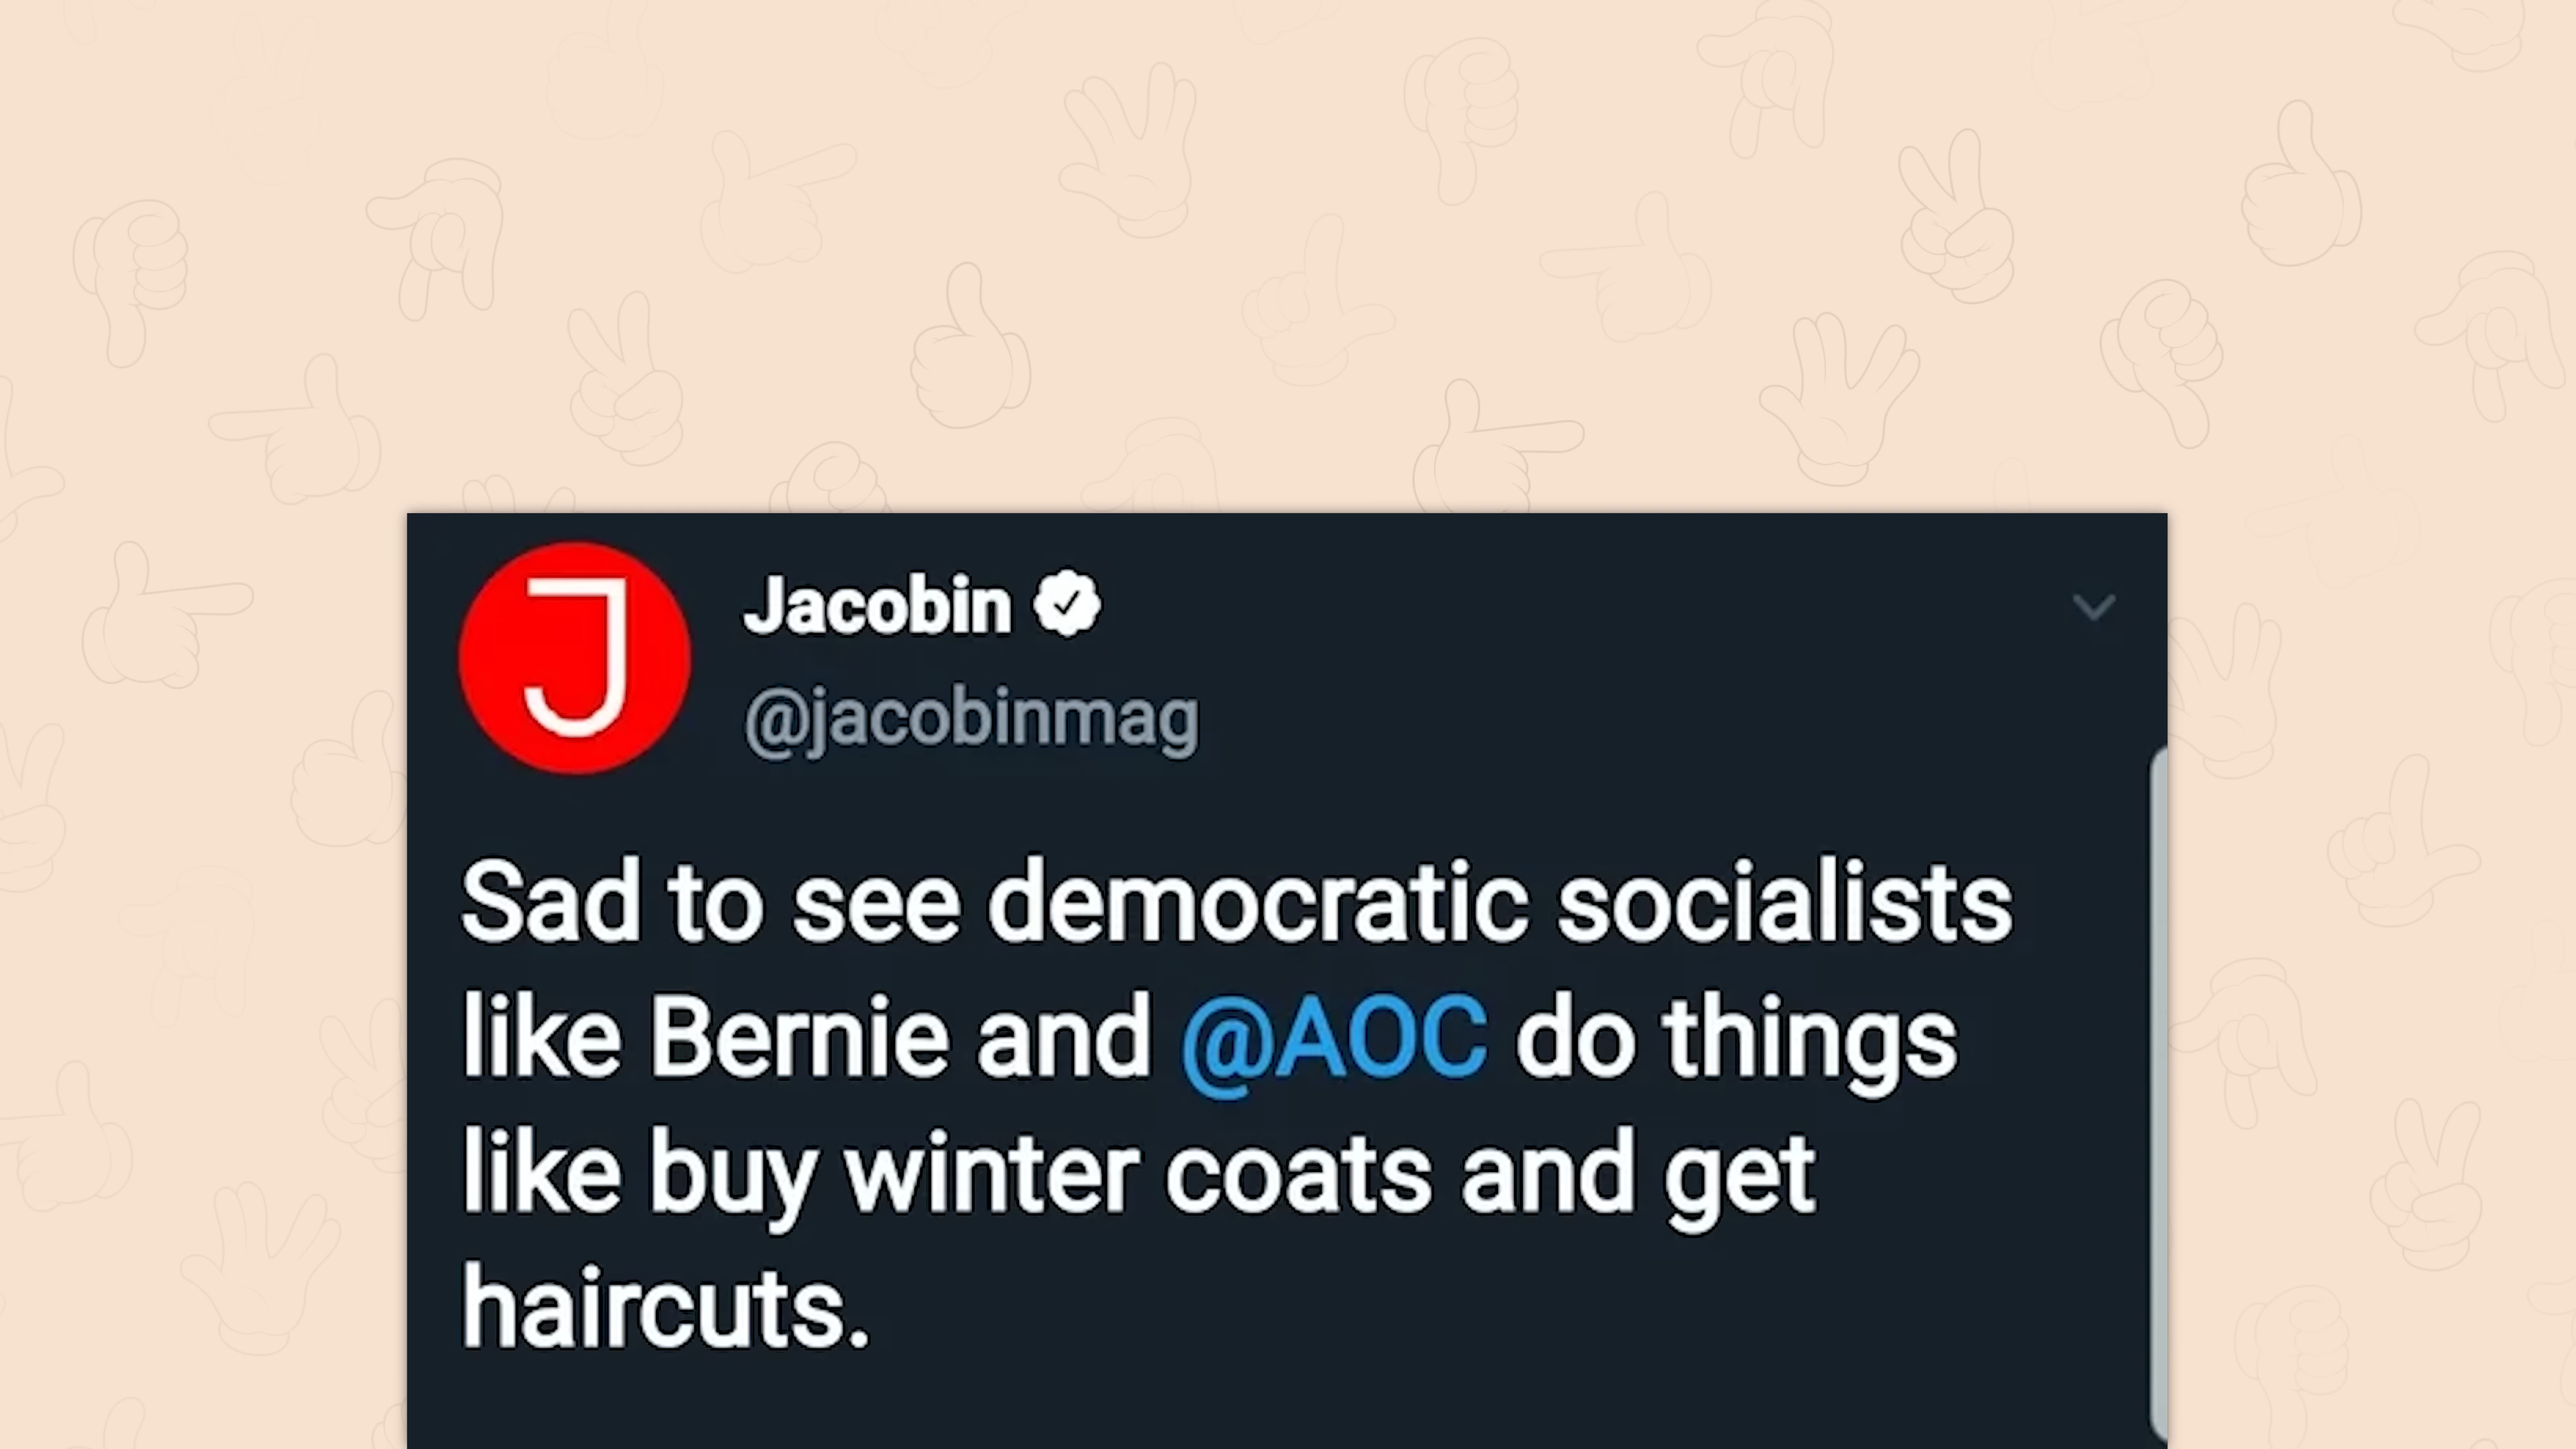 J
Jacobin
@jacobinmag
Sad to see democratic socialists
like Bernie and @AOC do things
like buy winter coats and get
haircuts.